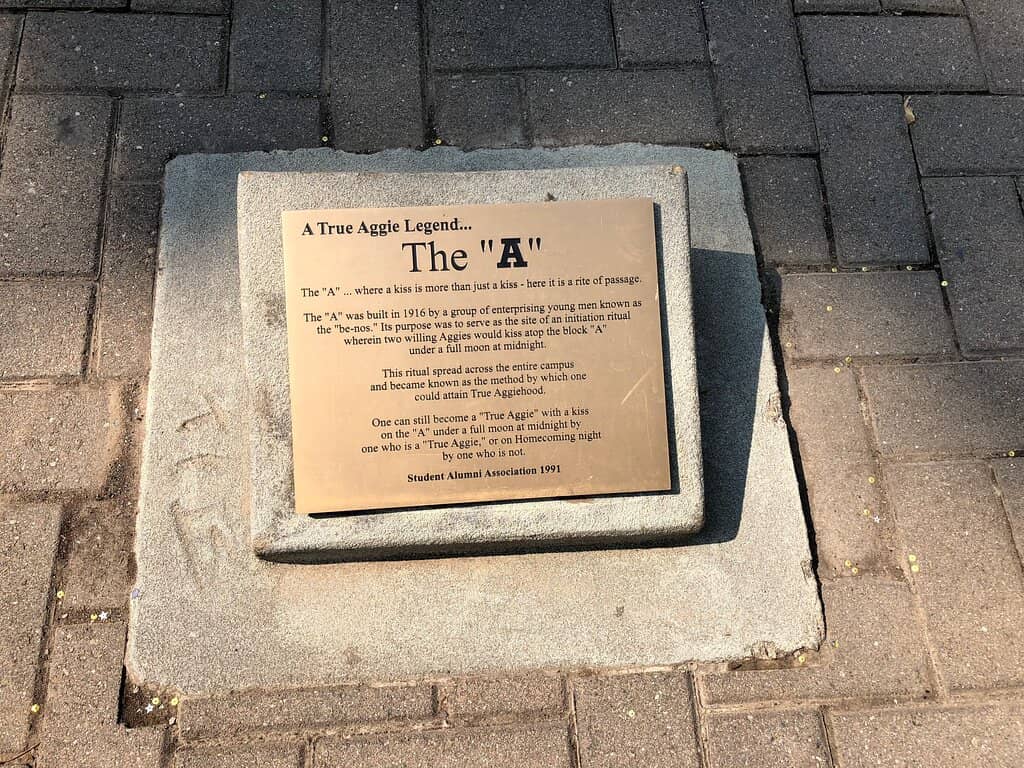 A True Aggie Legend...
The "A"
The "A" ... where a kiss is more than just a kiss - here it is a rite of passage.
The "A" was built in 1916 by a group of enterprising young men known as
the "be-nos." Its purpose was to serve as the site of an initiation ritual
wherein two willing Aggies would kiss atop the block "A"
under a full moon at midnight.
This ritual spread across the entire campus
and became known as the method by which one
could attain True Aggiehood.
One can still become a "True Aggie" with a kiss
on the "A" under a full moon at midnight by
one who is a "True Aggie," or on Homecoming night
by one who is not.
Student Alumni Association 1991